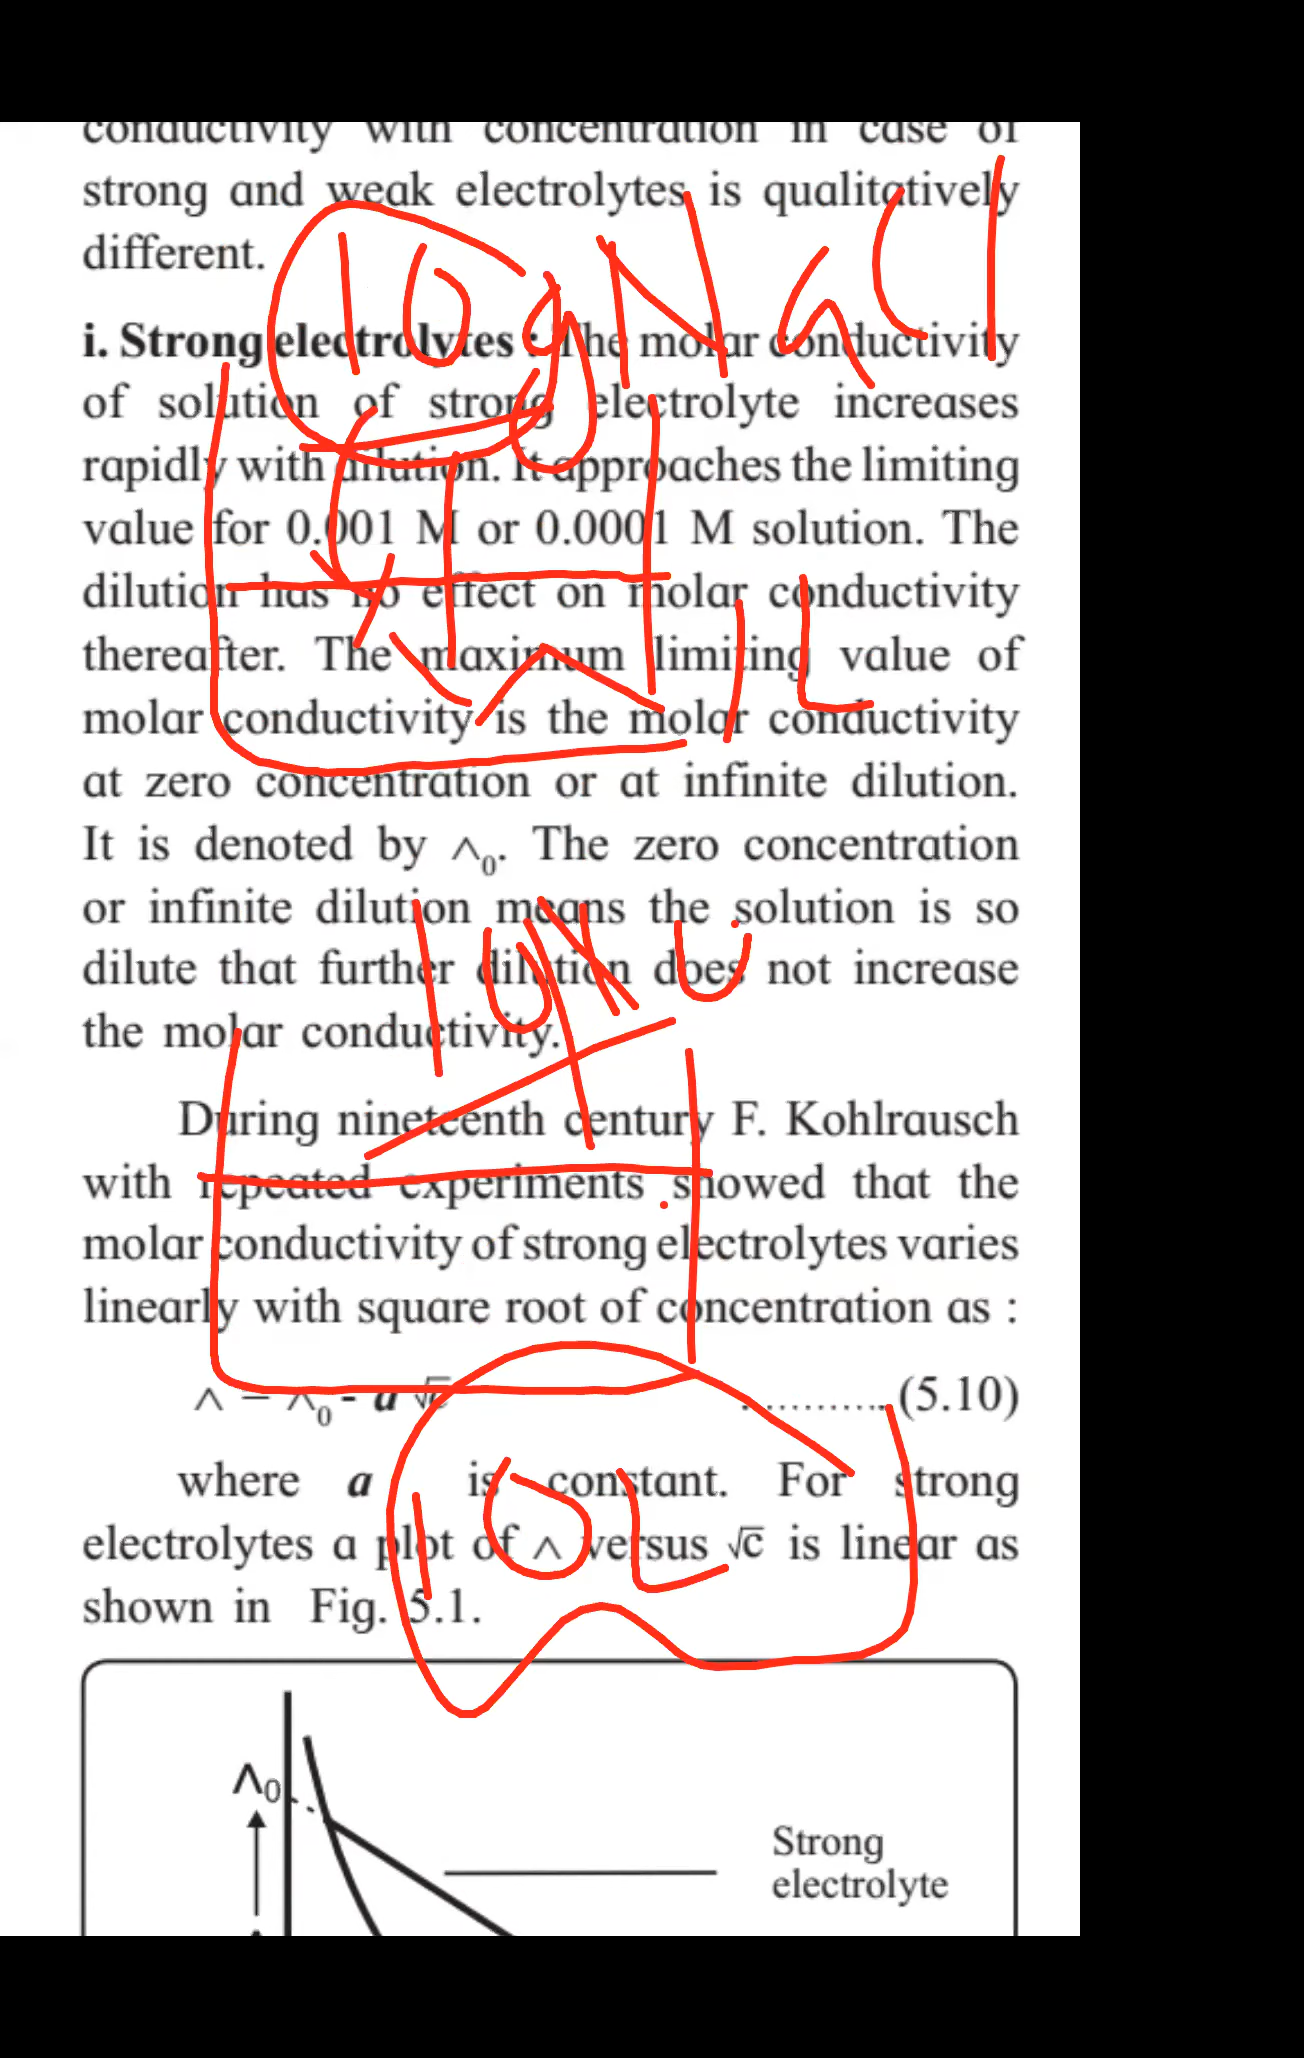 conductivity with concentration in case of
strong and weak electrolytes is qualitatively
different.
10g NaCl
i. Strong electrolytes : The molar conductivity
of solution of strong electrolyte increases
rapidly with dilution. It approaches the limiting
value for 0.001 M or 0.0001 M solution. The
dilution has no effect on molar conductivity
thereafter. The maximum limiting value of
1L
molar conductivity is the molar conductivity
at zero concentration or at infinite dilution.
It is denoted by ∧₀. The zero concentration
or infinite dilution means the solution is so
dilute that further dilution does not increase
the molar conductivity.
During nineteenth century F. Kohlrausch
with repeated experiments showed that the
molar conductivity of strong electrolytes varies
linearly with square root of concentration as :
∧ = ∧₀ - a √c ............(5.10)
where a is constant. For strong
10L
electrolytes a plot of ∧ versus √c is linear as
shown in Fig. 5.1.
∧₀
Strong
electrolyte